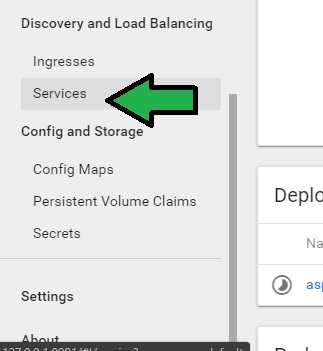 Discovery and Load Balancing
Ingresses
Services
Config and Storage
Config Maps
Persistent Volume Claims
Secrets
Settings
About
Deplo
Na
asp